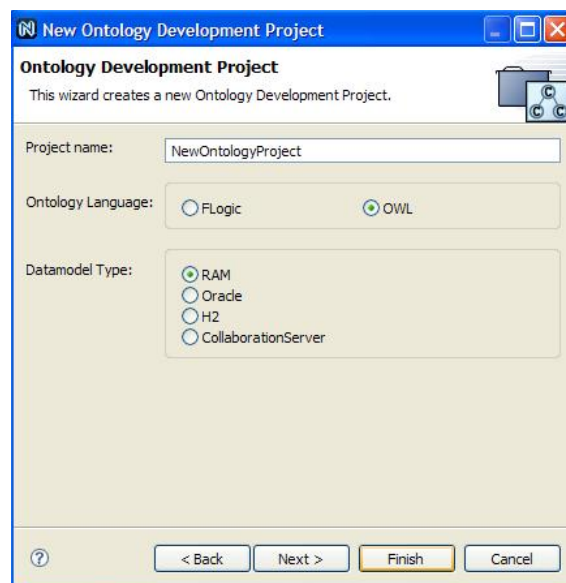 New Ontology Development Project
Ontology Development Project
This wizard creates a new Ontology Development Project.
C
C C
Project name: NewOntologyProject
Ontology Language: FLogic OWL
Datamodel Type: RAM
Oracle
H2
CollaborationServer
? < Back Next > Finish Cancel